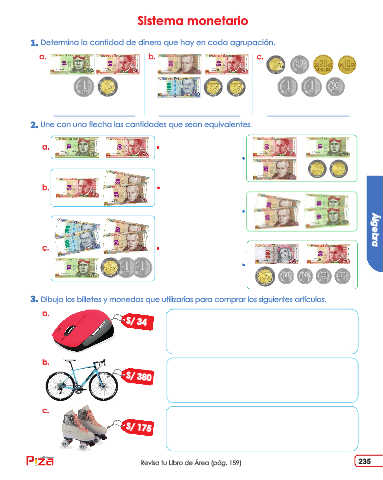 Sistema monetario
1. Determina la cantidad de dinero que hay en cada agrupación.
a.
b.
c.
2. Une con una flecha las cantidades que sean equivalentes.
a.
b.
c.
Álgebra
3. Dibuja los billetes y monedas que utilizarías para comprar los siguientes artículos.
a.
S/ 34
b.
S/ 380
c.
S/ 175
Piza
Revisa tu Libro de Área (pág. 159)
235